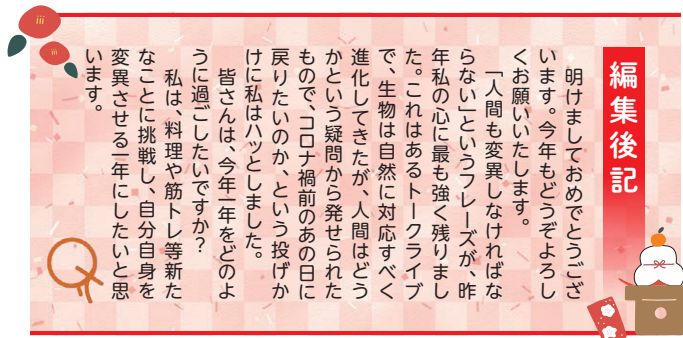 編集後記
明けましておめでとうござ
います。今年もどうぞよろし
くお願いいたします。
「人間も変異しなければな
らない」というフレーズが、昨
年私の心に最も強く残りまし
た。これはあるトークライブ
で、生物は自然に対応すべく
進化してきたが、人間はどう
かという疑問から発せられた
もので、コロナ禍前のあの日に
戻りたいのか、という投げか
けに私はハッとしました。
皆さんは、今年一年をどのよ
うに過ごしたいですか？
私は、料理や筋トレ等新た
なことに挑戦し、自分自身を
変異させる一年にしたいと思
います。